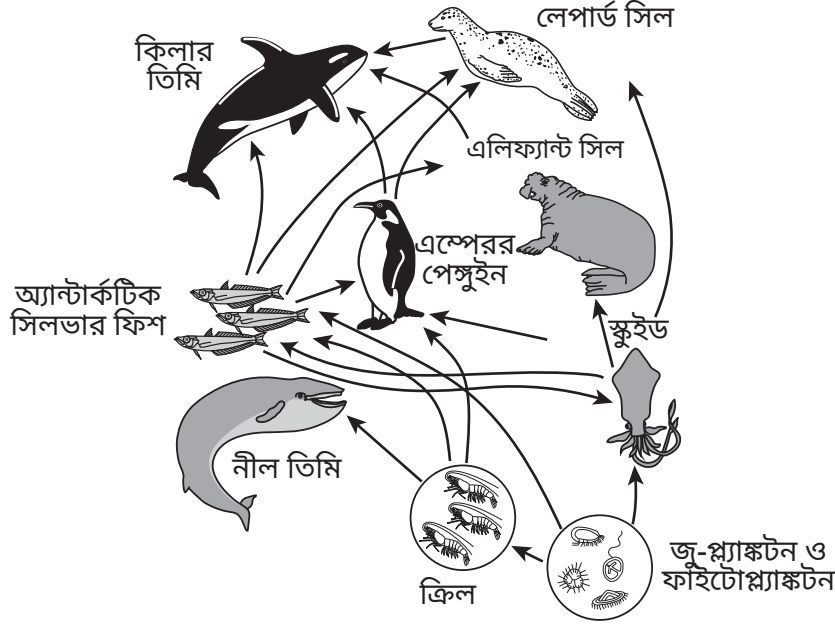 লেপার্ড সিল
কিলার
তিমি
এলিফ্যান্ট সিল
এম্পেরর
পেঙ্গুইন
অ্যান্টার্কটিক
সিলভার ফিশ
স্কুইড
নীল তিমি
জু-প্ল্যাঙ্কটন ও
ফাইটোপ্ল্যাঙ্কটন
ক্রিল